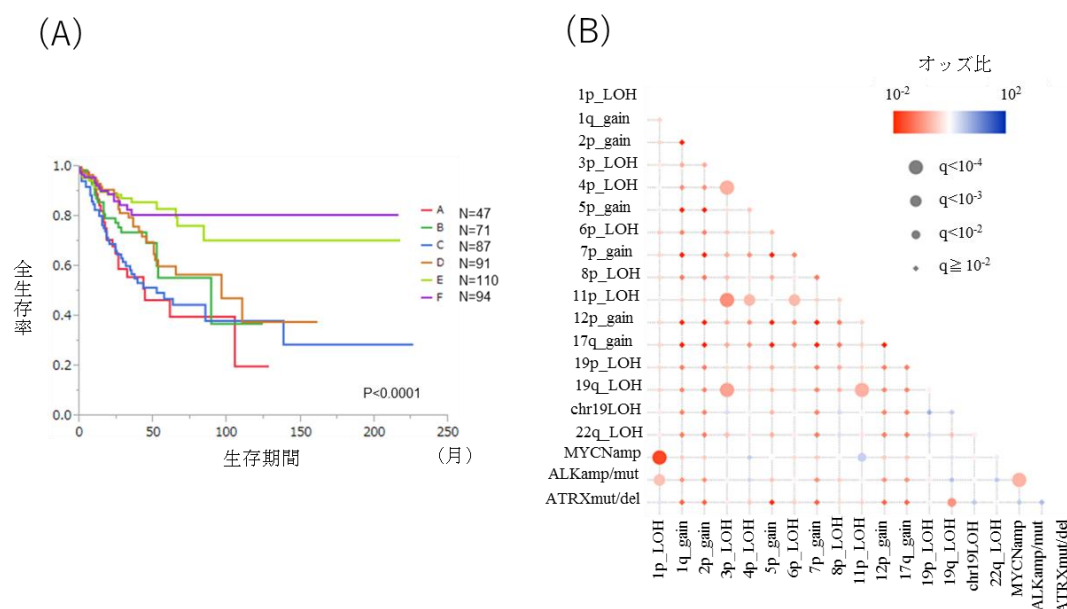 (A)
1.0
0.8
0.6
0.4
0.2
0.0
0
50
100
150
200
250
全生存率
生存期間
(月)
A N=47
B N=71
C N=87
D N=91
E N=110
F N=94
P<0.0001
(B)
オッズ比
10-2
102
q<10-4
q<10-3
q<10-2
q≧10-2
1p_LOH
1q_gain
2p_gain
3p_LOH
4p_LOH
5p_gain
6p_LOH
7p_gain
8p_LOH
11p_LOH
12p_gain
17q_gain
19p_LOH
19q_LOH
chr19LOH
22q_LOH
MYCNamp
ALKamp/mut
ATRXmut/del
1p_LOH
1q_gain
2p_gain
3p_LOH
4p_LOH
5p_gain
6p_LOH
7p_gain
8p_LOH
11p_LOH
12p_gain
17q_gain
19p_LOH
19q_LOH
chr19LOH
22q_LOH
MYCNamp
ALKamp/mut
ATRXmut/del